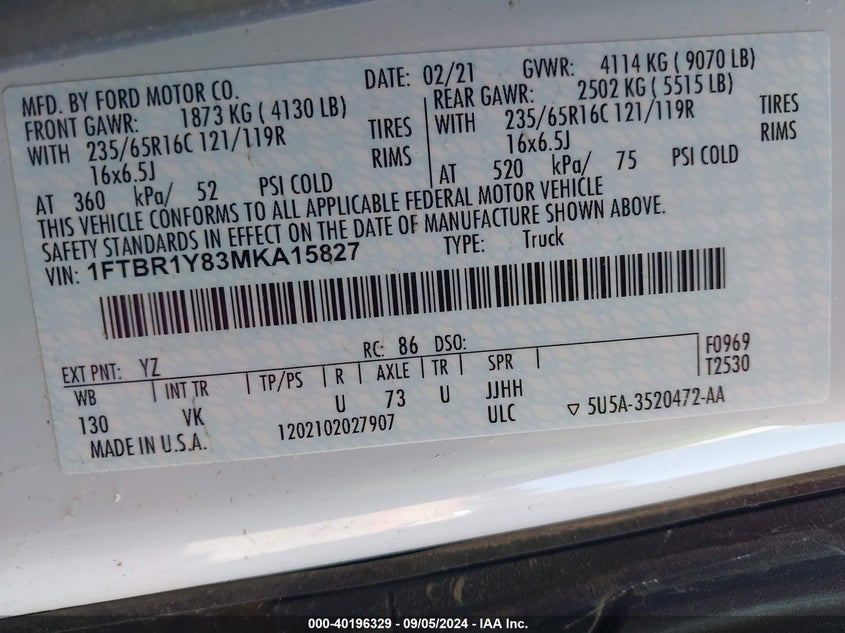 MFD. BY FORD MOTOR CO.
DATE: 02/21 GVWR: 4114 KG ( 9070 LB)
FRONT GAWR: 1873 KG ( 4130 LB)
REAR GAWR: 2502 KG ( 5515 LB)
WITH 235/65R16C 121/119R TIRES
WITH 235/65R16C 121/119R TIRES
16x6.5J RIMS
16x6.5J RIMS
AT 360 kPa/ 52 PSI COLD
AT 520 kPa/ 75 PSI COLD
THIS VEHICLE CONFORMS TO ALL APPLICABLE FEDERAL MOTOR VEHICLE
SAFETY STANDARDS IN EFFECT ON THE DATE OF MANUFACTURE SHOWN ABOVE.
VIN: 1FTBR1Y83MKA15827 TYPE: Truck
EXT PNT: YZ RC: 86 DSO: F0969
WB INT TR TP/PS R AXLE TR SPR T2530
130 VK U 73 U JJHH
MADE IN U.S.A. 1202102027907 ULC ▽ 5U5A-3520472-AA
000-40196329 - 09/05/2024 - IAA Inc.